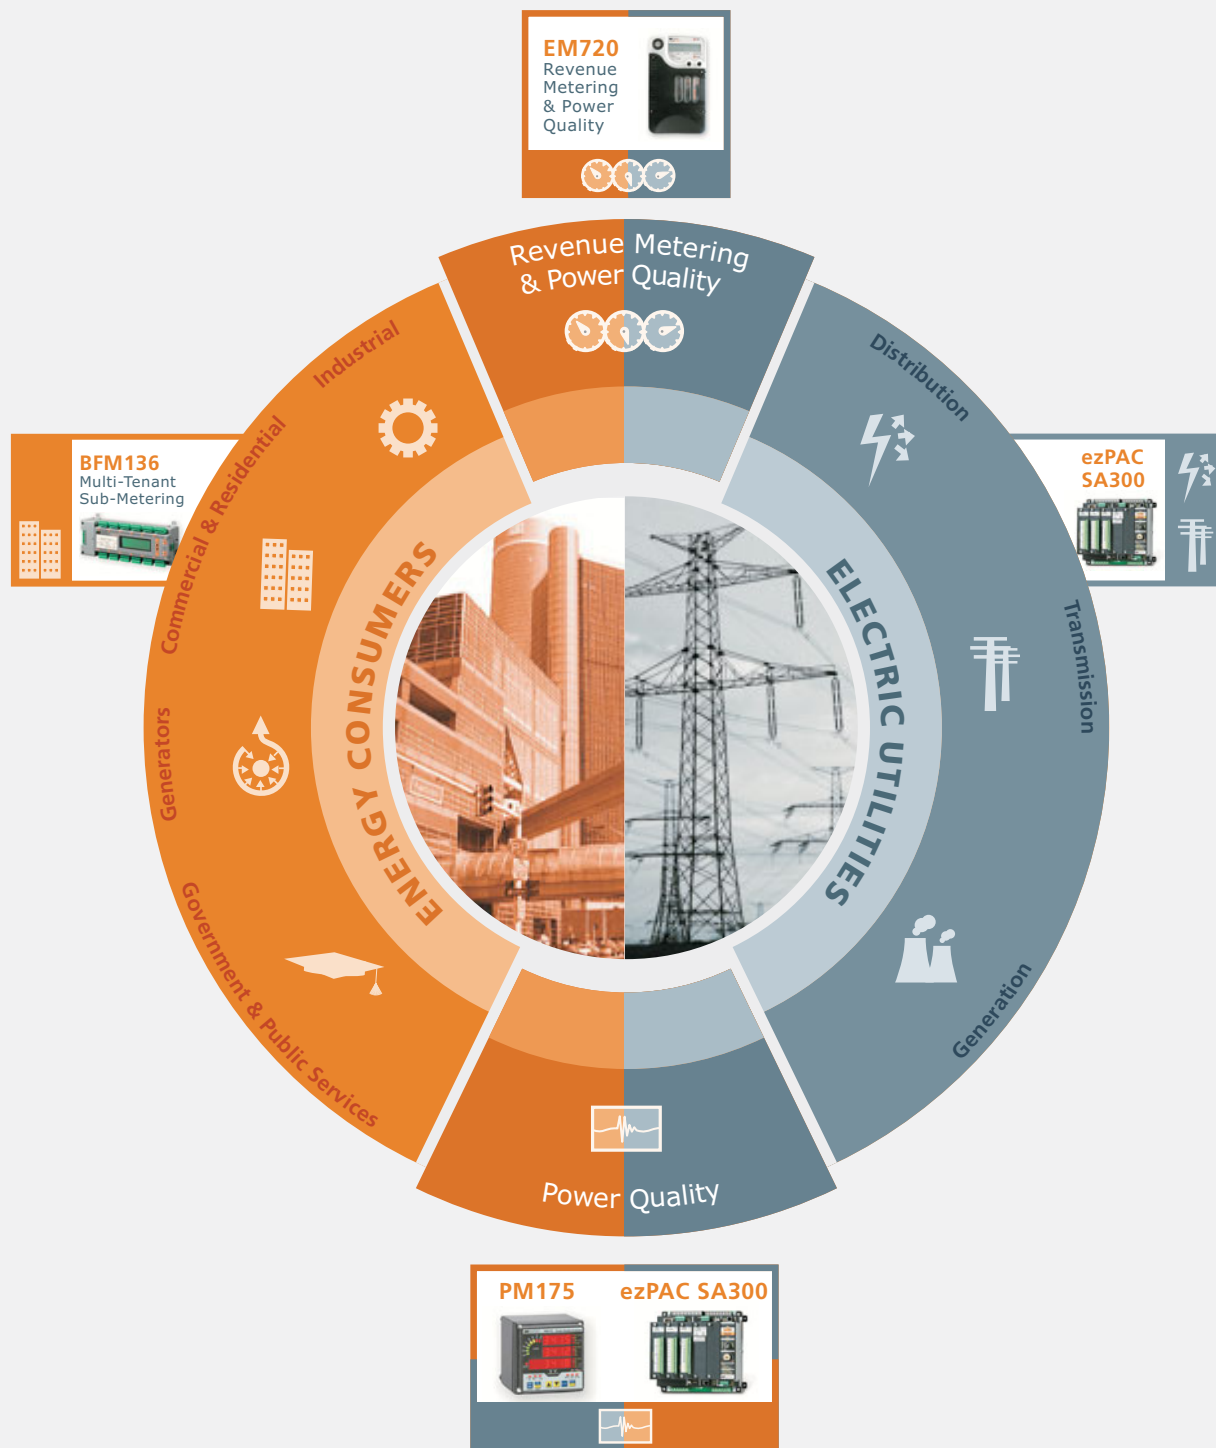 EM720
Revenue
Metering
& Power
Quality
Revenue Metering
& Power Quality
Industrial
Commercial & Residential
Generators
Government & Public Services
ENERGY CONSUMERS
BFM136
Multi-Tenant
Sub-Metering
Distribution
Transmission
Generation
ELECTRIC UTILITIES
ezPAC
SA300
Power Quality
PM175
ezPAC SA300